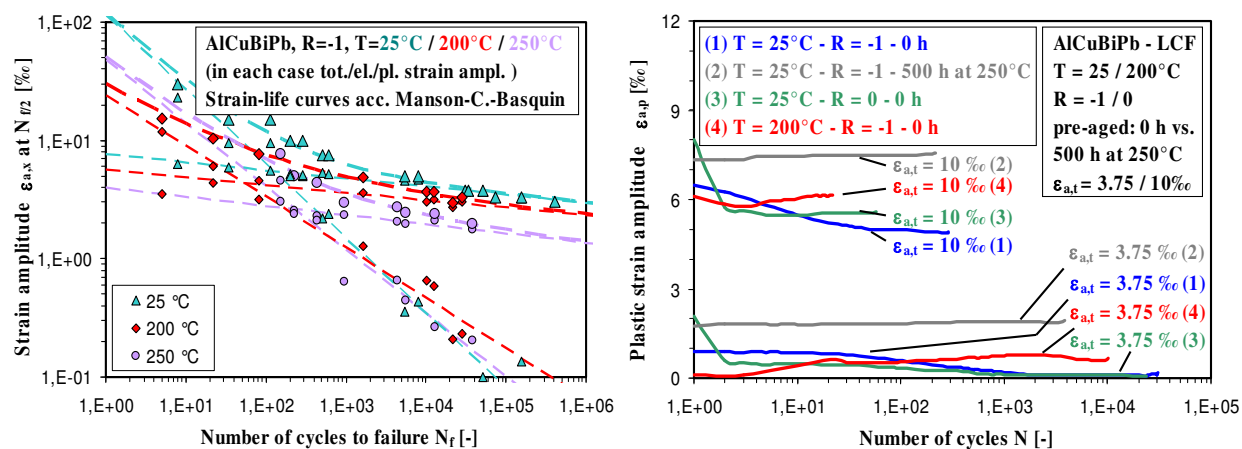 1,E+02
1,E+01
1,E+00
1,E-01
Strain amplitude εa,x at Nf/2 [‰]
AlCuBiPb, R=-1, T=25°C / 200°C / 250°C
(in each case tot./el./pl. strain ampl. )
Strain-life curves acc. Manson-C.-Basquin
25 °C
200 °C
250 °C
1,E+00 1,E+01 1,E+02 1,E+03 1,E+04 1,E+05 1,E+06
Number of cycles to failure Nf [-]
12
9
6
3
0
Plastic strain amplitude εa,p [‰]
(1) T = 25°C - R = -1 - 0 h
(2) T = 25°C - R = -1 - 500 h at 250°C
(3) T = 25°C - R = 0 - 0 h
(4) T = 200°C - R = -1 - 0 h
AlCuBiPb - LCF
T = 25 / 200°C
R = -1 / 0
pre-aged: 0 h vs.
500 h at 250°C
εa,t = 3.75 / 10‰
εa,t = 10 ‰ (2)
εa,t = 10 ‰ (4)
εa,t = 10 ‰ (3)
εa,t = 10 ‰ (1)
εa,t = 3.75 ‰ (2)
εa,t = 3.75 ‰ (1)
εa,t = 3.75 ‰ (4)
εa,t = 3.75 ‰ (3)
1,E+00 1,E+01 1,E+02 1,E+03 1,E+04 1,E+05
Number of cycles N [-]